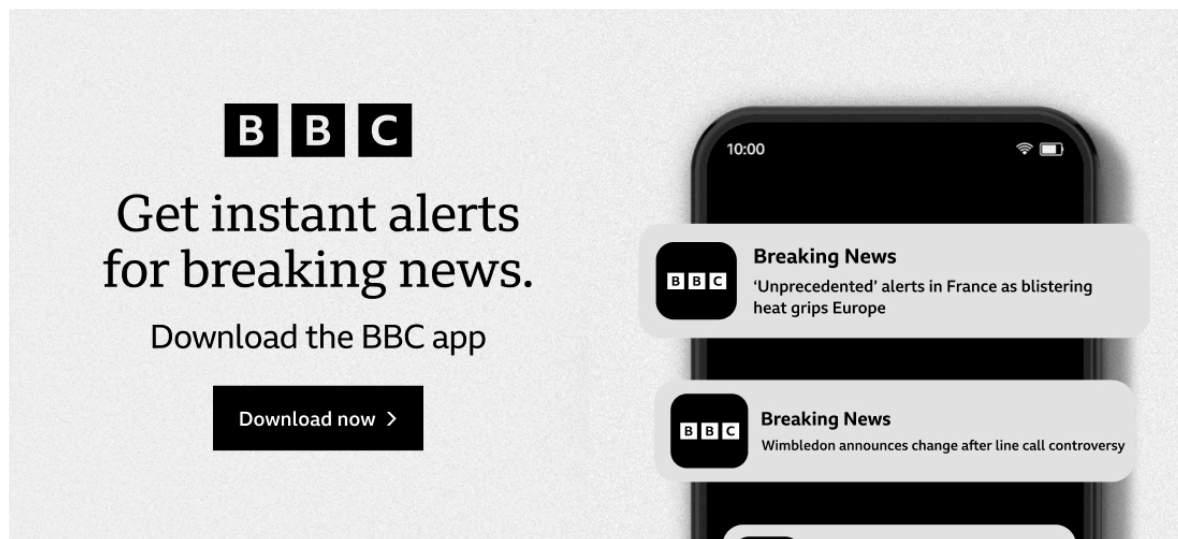 BBC
Get instant alerts
for breaking news.
Download the BBC app
Download now >
10:00
BBC
Breaking News
‘Unprecedented’ alerts in France as blistering
heat grips Europe
BBC
Breaking News
Wimbledon announces change after line call controversy